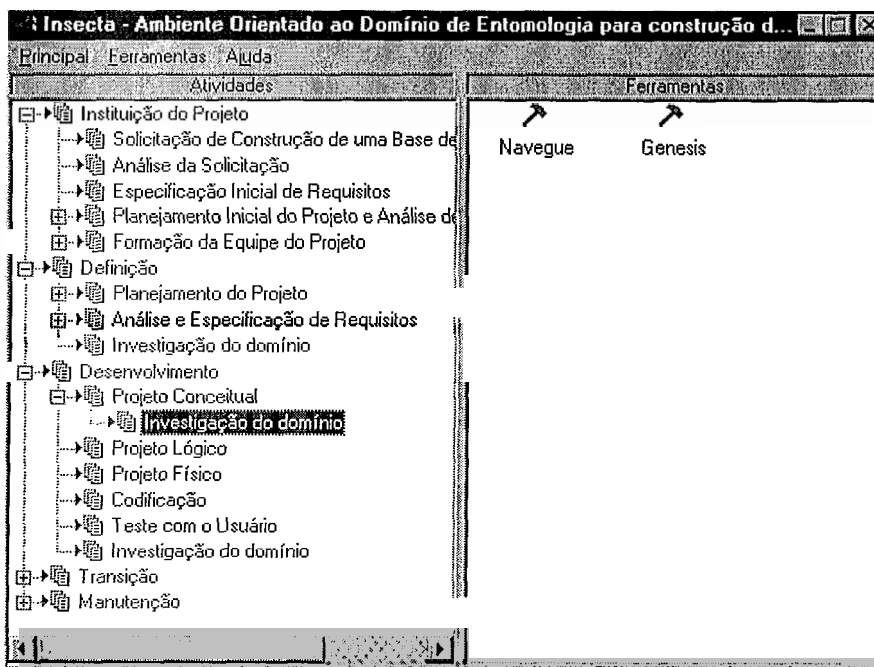 Insecta - Ambiente Orientado ao Domínio de Entomologia para construção d...
Principal Ferramentas Ajuda
Atividades
Ferramentas
Instituição do Projeto
Solicitação de Construção de uma Base de
Análise da Solicitação
Especificação Inicial de Requisitos
Planejamento Inicial do Projeto e Análise de
Formação da Equipe do Projeto
Definição
Planejamento do Projeto
Análise e Especificação de Requisitos
Investigação do domínio
Desenvolvimento
Projeto Conceitual
Investigação do domínio
Projeto Lógico
Projeto Físico
Codificação
Teste com o Usuário
Investigação do domínio
Transição
Manutenção
Navegue
Genesis